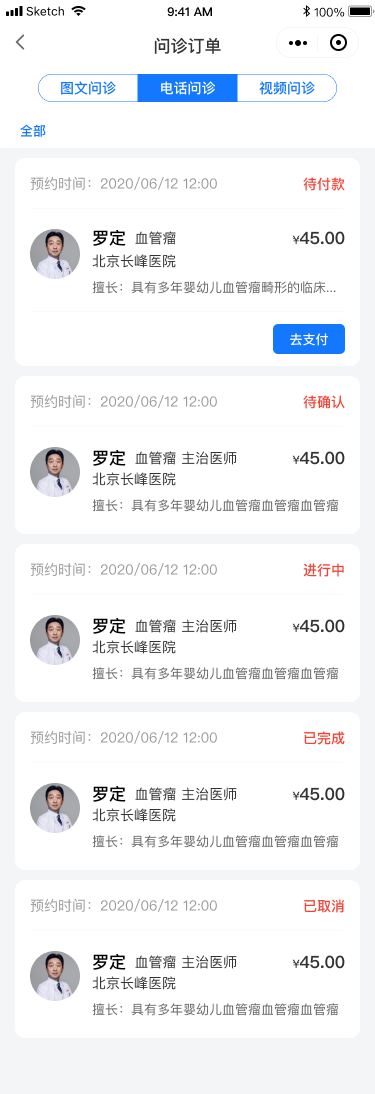 Sketch 9:41 AM 100%
问诊订单
图文问诊 电话问诊 视频问诊
全部
预约时间：2020/06/12 12:00 待付款
罗定 血管瘤 ¥45.00
北京长峰医院
擅长：具有多年婴幼儿血管瘤畸形的临床...
去支付
预约时间：2020/06/12 12:00 待确认
罗定 血管瘤 主治医师 ¥45.00
北京长峰医院
擅长：具有多年婴幼儿血管瘤血管瘤血管瘤
预约时间：2020/06/12 12:00 进行中
罗定 血管瘤 主治医师 ¥45.00
北京长峰医院
擅长：具有多年婴幼儿血管瘤血管瘤血管瘤
预约时间：2020/06/12 12:00 已完成
罗定 血管瘤 主治医师 ¥45.00
北京长峰医院
擅长：具有多年婴幼儿血管瘤血管瘤血管瘤
预约时间：2020/06/12 12:00 已取消
罗定 血管瘤 主治医师 ¥45.00
北京长峰医院
擅长：具有多年婴幼儿血管瘤血管瘤血管瘤